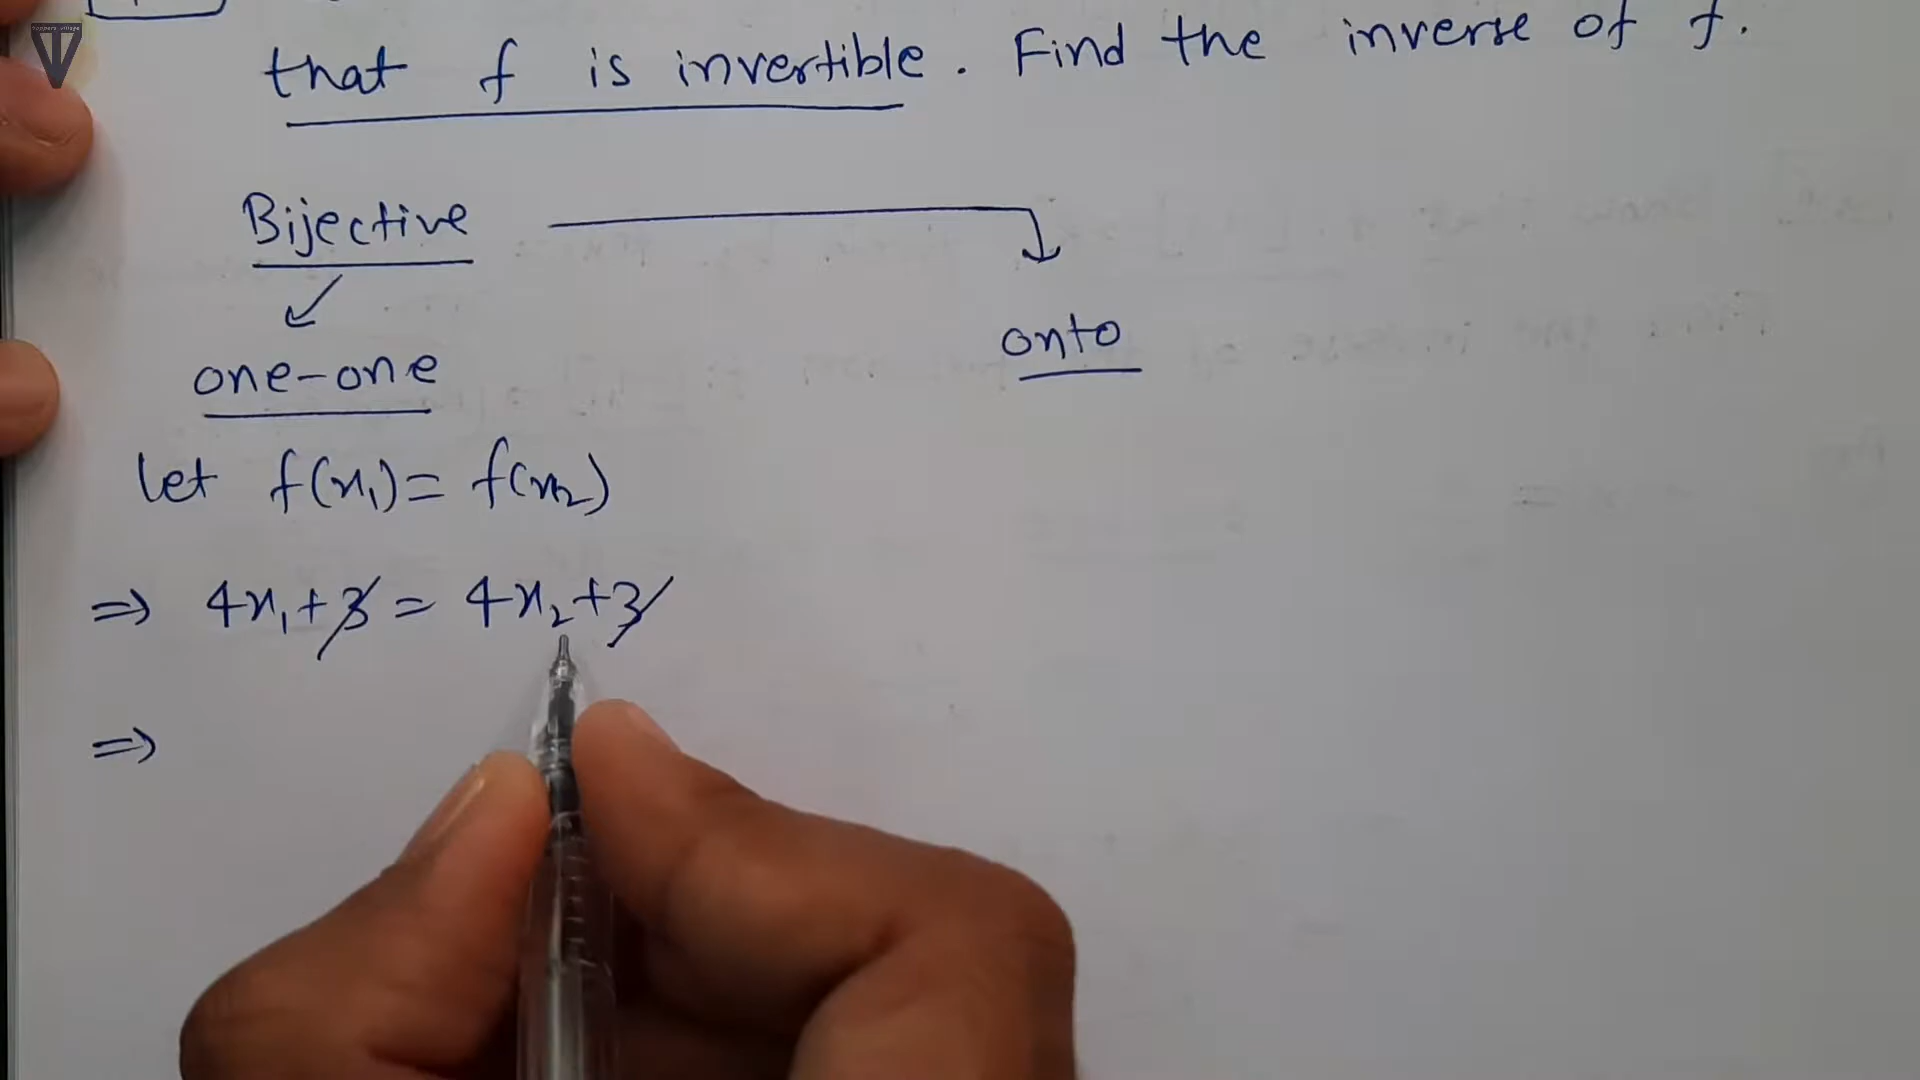 that f is invertible. Find the inverse of f.
Bijective
one-one
onto
let f(x₁) = f(x₂)
⇒ 4x₁+3 = 4x₂+3
⇒